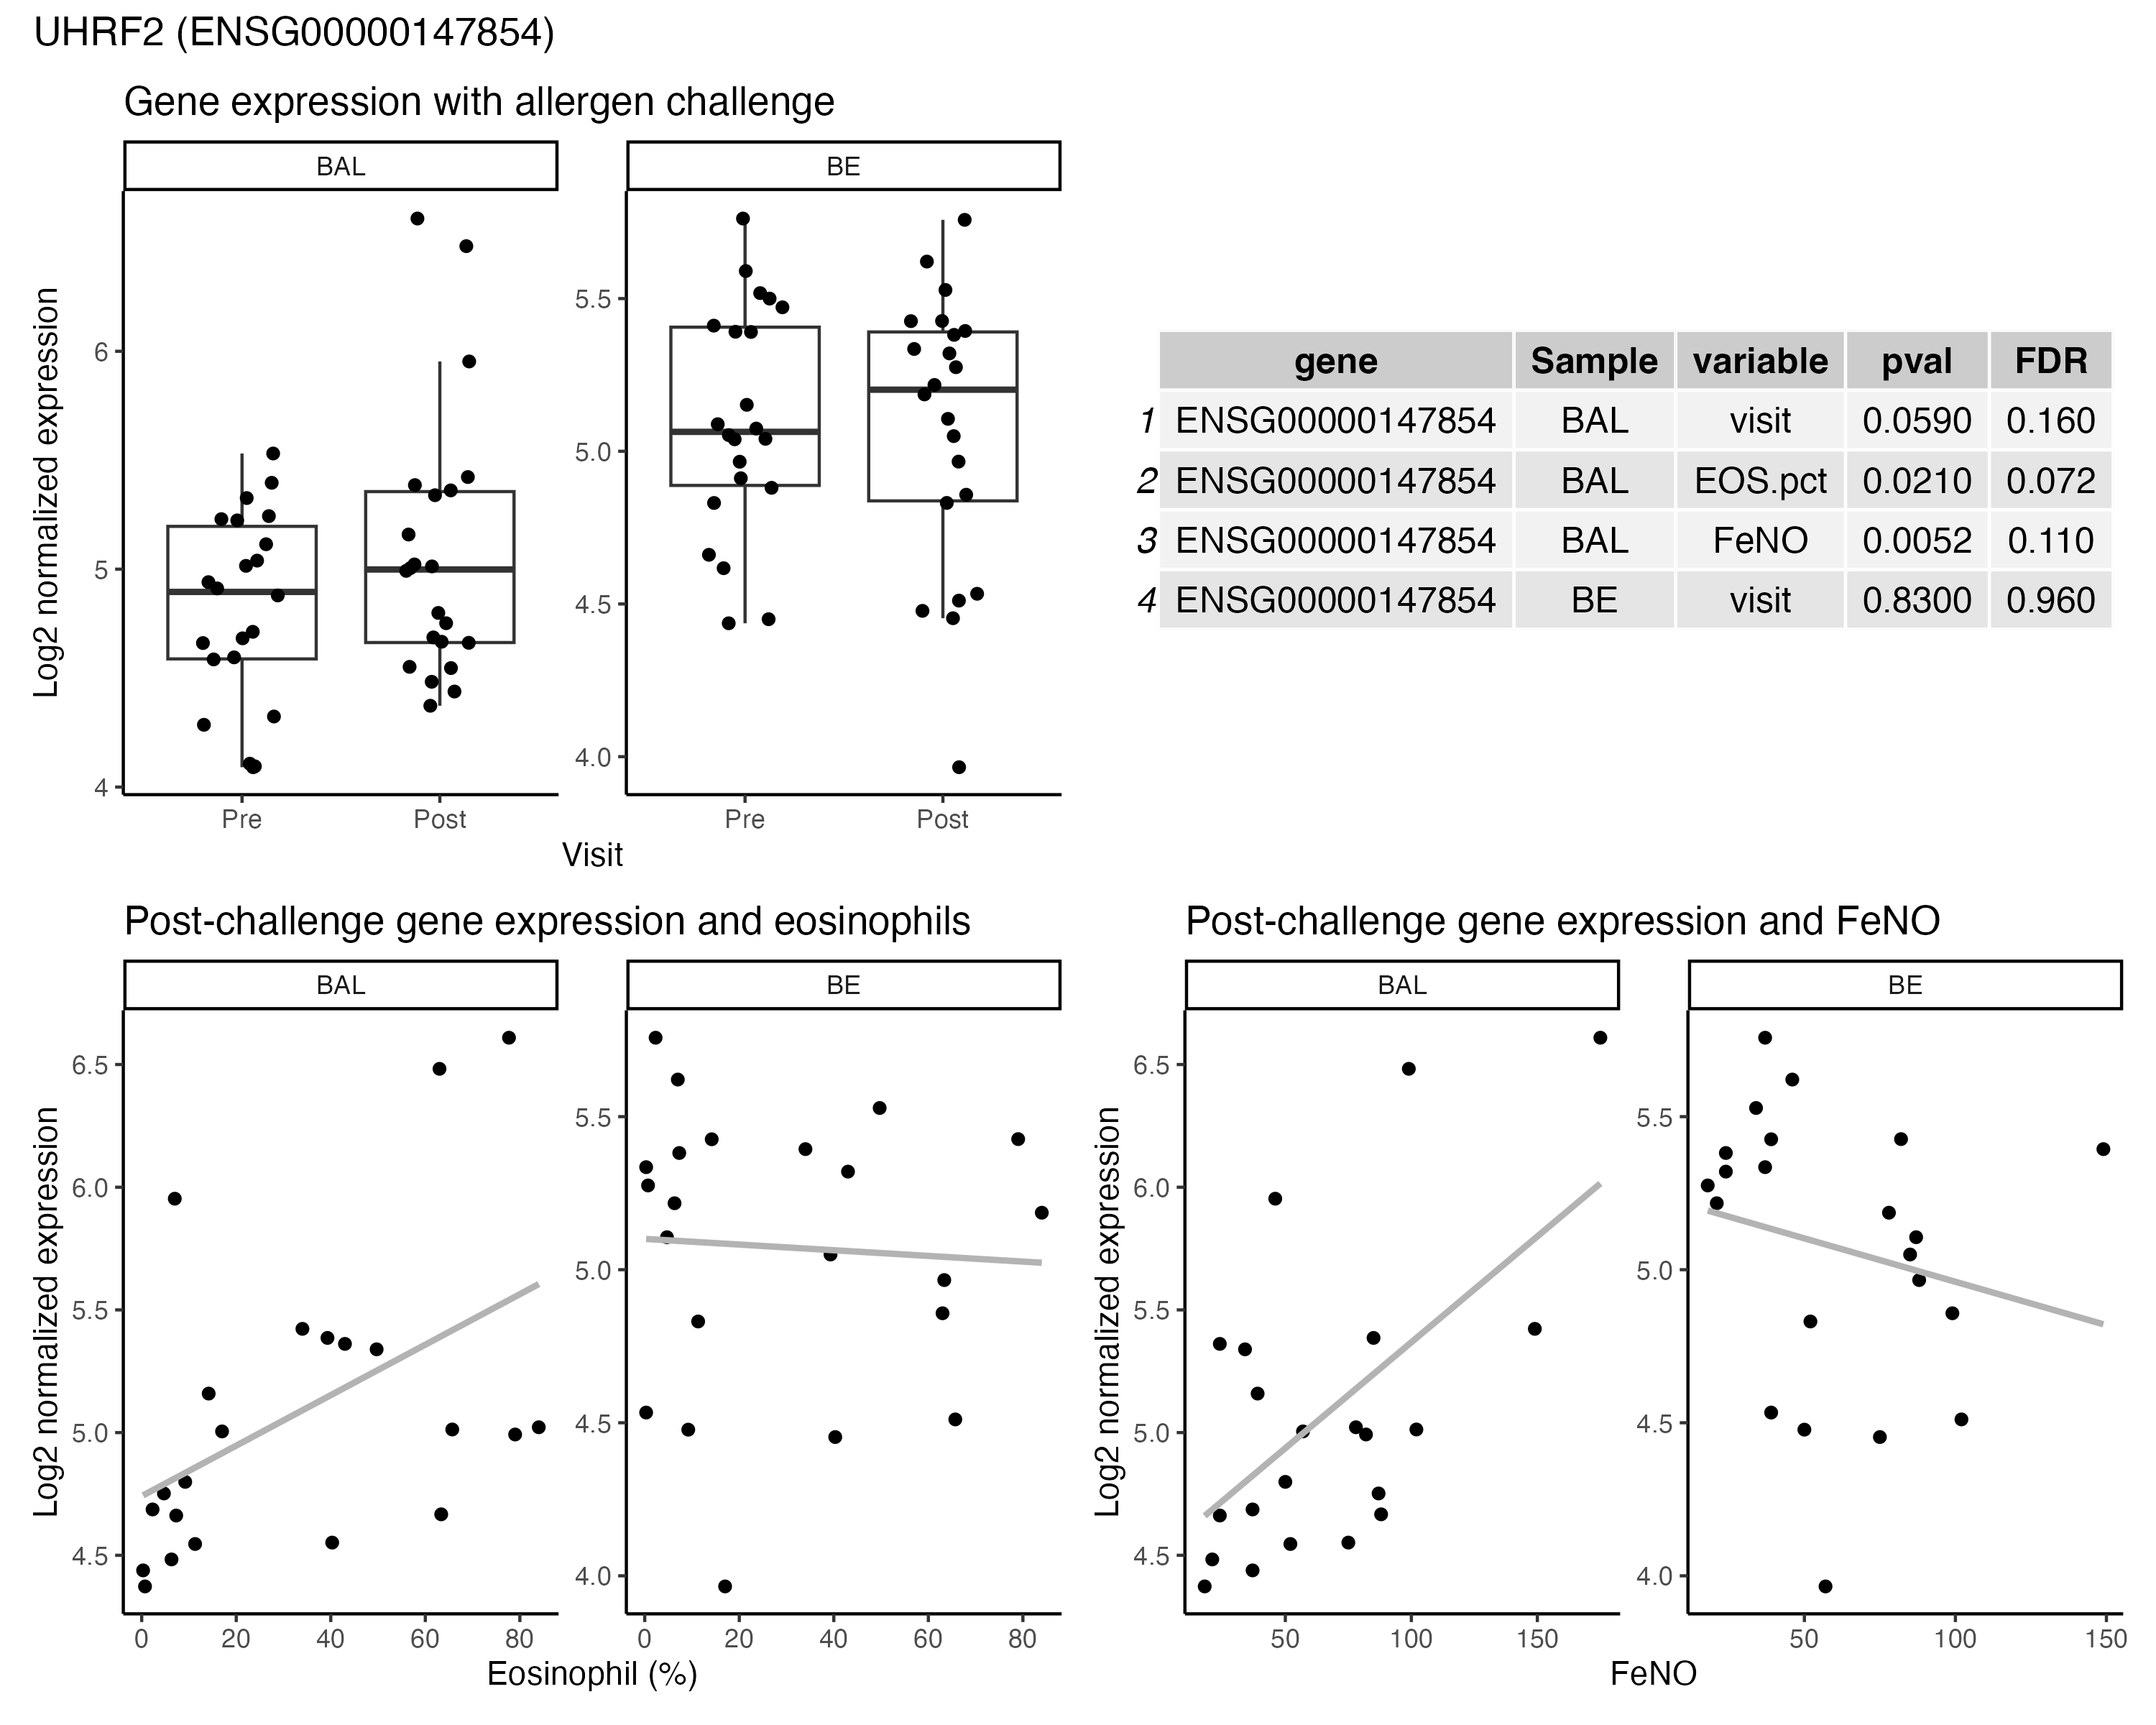 UHRF2 (ENSG00000147854)
Gene expression with allergen challenge
BAL
BE
Log2 normalized expression
6
5
4
5.5
5.0
4.5
4.0
Pre
Post
Pre
Post
Visit
gene Sample variable pval FDR
1 ENSG00000147854 BAL visit 0.0590 0.160
2 ENSG00000147854 BAL EOS.pct 0.0210 0.072
3 ENSG00000147854 BAL FeNO 0.0052 0.110
4 ENSG00000147854 BE visit 0.8300 0.960
Post-challenge gene expression and eosinophils
BAL
BE
Log2 normalized expression
6.5
6.0
5.5
5.0
4.5
5.5
5.0
4.5
4.0
0 20 40 60 80
0 20 40 60 80
Eosinophil (%)
Post-challenge gene expression and FeNO
BAL
BE
Log2 normalized expression
6.5
6.0
5.5
5.0
4.5
5.5
5.0
4.5
4.0
50 100 150
50 100 150
FeNO